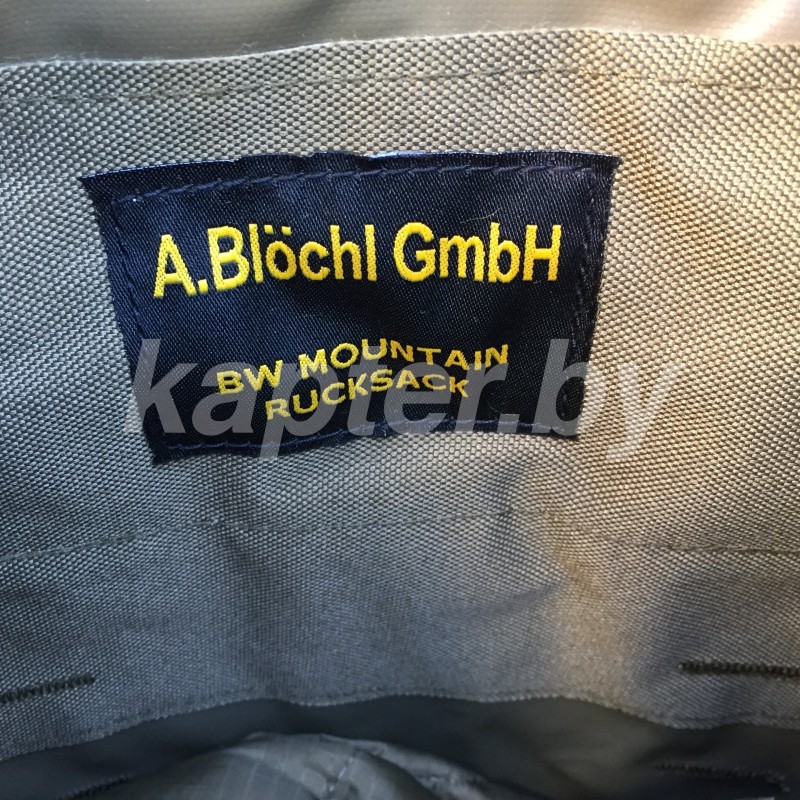 A.Blöchl GmbH
BW MOUNTAIN
RUCKSACK
kapter.by